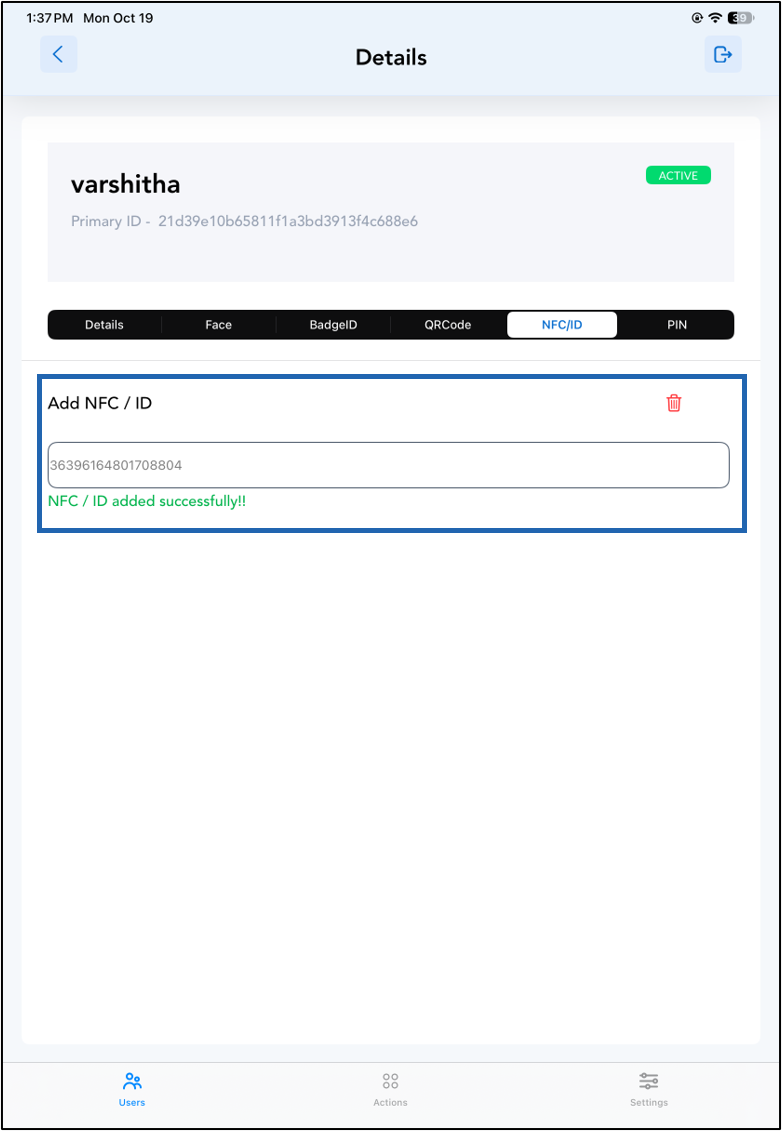 1:37 PM Mon Oct 19 39
Details
varshitha
ACTIVE
Primary ID - 21d39e10b65811f1a3bd3913f4c688e6
Details Face BadgeID QRCode NFC/ID PIN
Add NFC / ID
36396164801708804
NFC / ID added successfully!!
Users Actions Settings